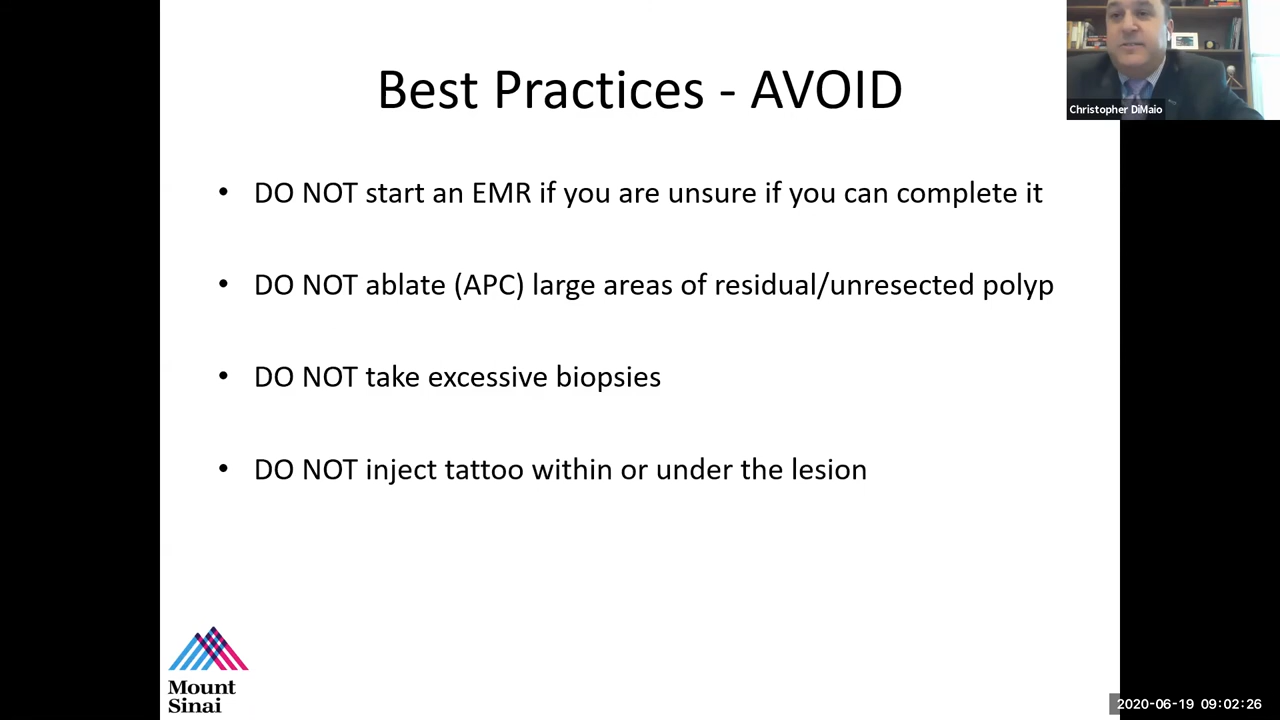 Best Practices - AVOID
Christopher DiMaio
• DO NOT start an EMR if you are unsure if you can complete it
• DO NOT ablate (APC) large areas of residual/unresected polyp
• DO NOT take excessive biopsies
• DO NOT inject tattoo within or under the lesion
Mount
Sinai
2020-06-19 09:02:26